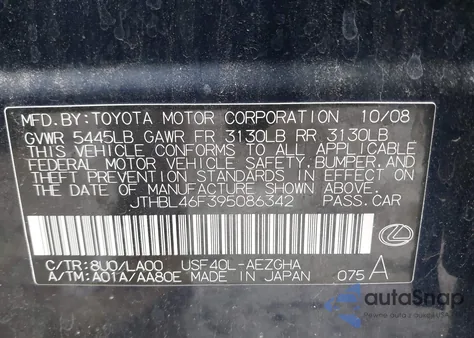 MFD.BY:TOYOTA MOTOR CORPORATION 10/08
GVWR 5445LB GAWR FR 3130LB RR 3130LB
THIS VEHICLE CONFORMS TO ALL APPLICABLE
FEDERAL MOTOR VEHICLE SAFETY,BUMPER,AND
THEFT PREVENTION STANDARDS IN EFFECT ON
THE DATE OF MANUFACTURE SHOWN ABOVE.
JTHBL46F395086342 PASS.CAR
C/TR:8U0/LA00 USF40L-AEZGHA
A/TM:A01A/AA80E MADE IN JAPAN 075 A
autoSnap